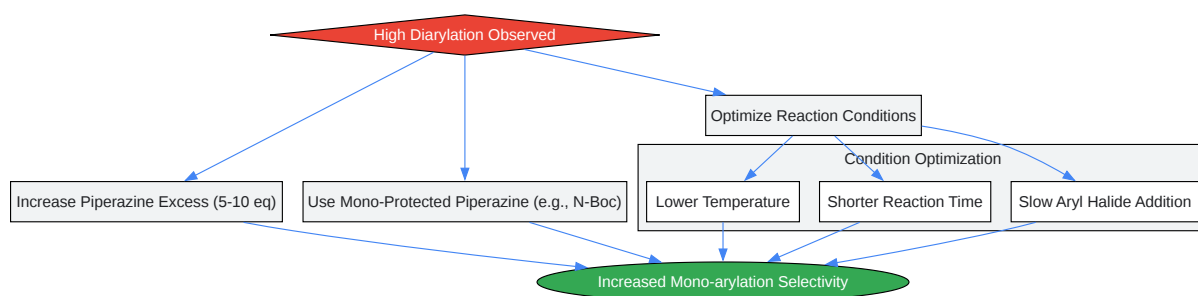 High Diarylation Observed
Optimize Reaction Conditions
Condition Optimization
Increase Piperazine Excess (5-10 eq)
Use Mono-Protected Piperazine (e.g., N-Boc)
Lower Temperature
Shorter Reaction Time
Slow Aryl Halide Addition
Increased Mono-arylation Selectivity